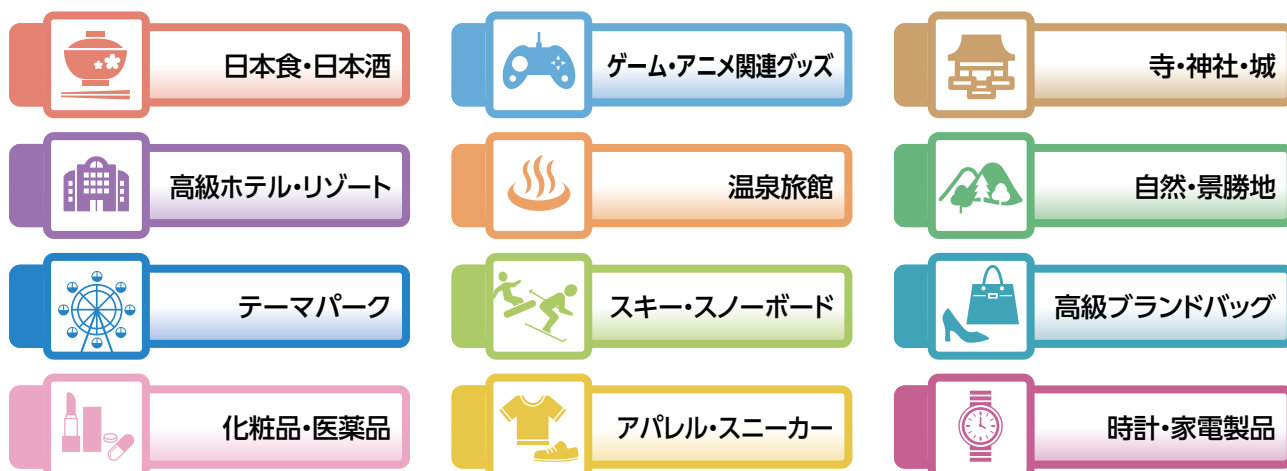 日本食・日本酒
ゲーム・アニメ関連グッズ
寺・神社・城
高級ホテル・リゾート
温泉旅館
自然・景勝地
テーマパーク
スキー・スノーボード
高級ブランドバッグ
化粧品・医薬品
アパレル・スニーカー
時計・家電製品